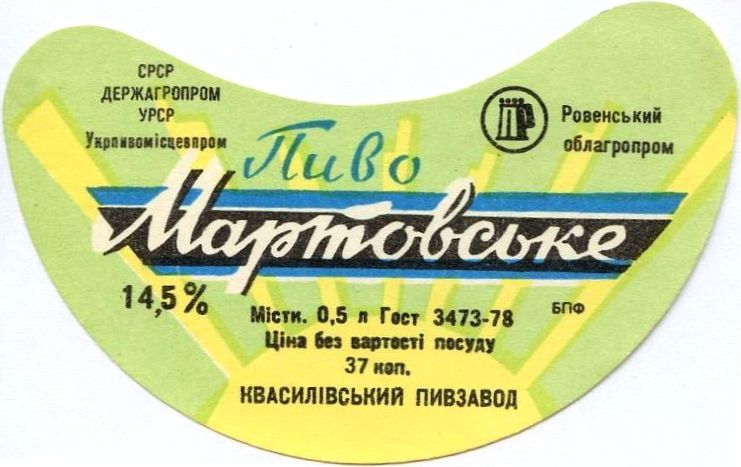 СРСР
ДЕРЖАГРОПРОМ
УРСР
Укрпивомісцевпром
Ровенський
облагропром
Пиво
Мартовське
14,5%
Містк. 0,5 л Гост 3473-78
БПФ
Ціна без вартості посуду
37 коп.
КВАСИЛІВСЬКИЙ ПИВЗАВОД